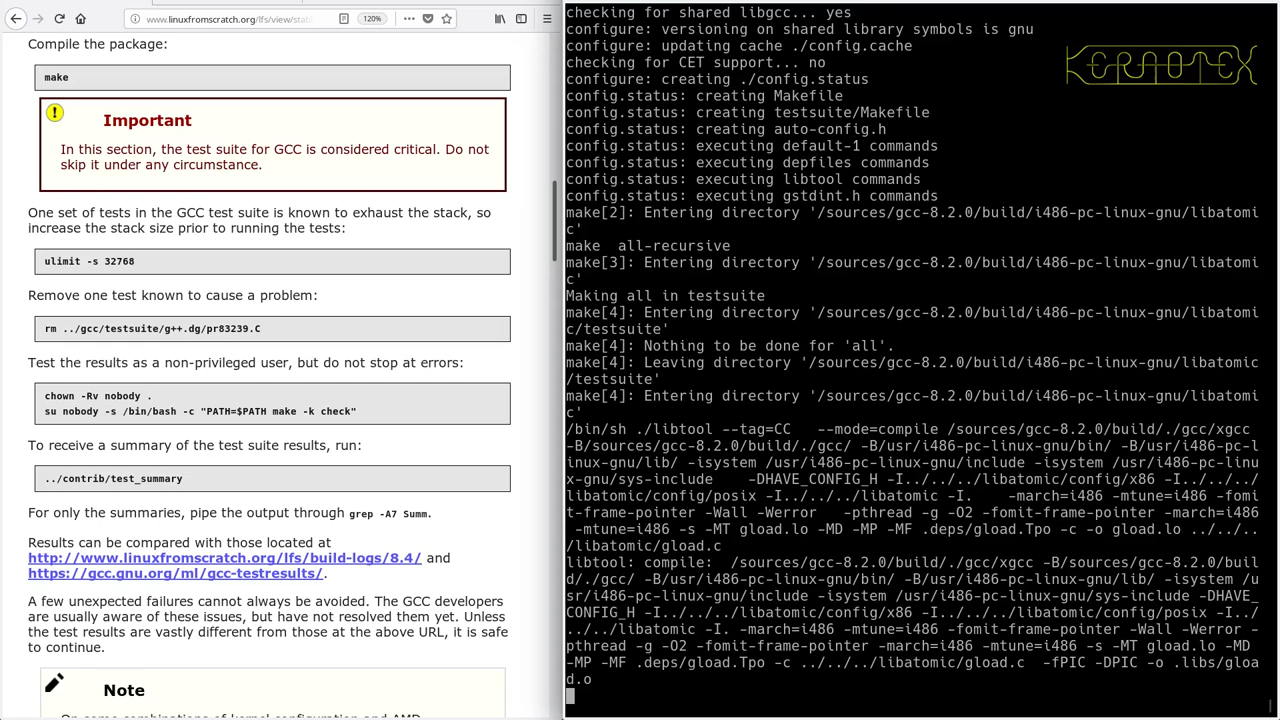 www.linuxfromscratch.org/lfs/view/stab
120%
Compile the package:
make
Important
In this section, the test suite for GCC is considered critical. Do not
skip it under any circumstance.
One set of tests in the GCC test suite is known to exhaust the stack, so
increase the stack size prior to running the tests:
ulimit -s 32768
Remove one test known to cause a problem:
rm ../gcc/testsuite/g++.dg/pr83239.C
Test the results as a non-privileged user, but do not stop at errors:
chown -Rv nobody .
su nobody -s /bin/bash -c "PATH=$PATH make -k check"
To receive a summary of the test suite results, run:
../contrib/test_summary
For only the summaries, pipe the output through grep -A7 Summ.
Results can be compared with those located at
http://www.linuxfromscratch.org/lfs/build-logs/8.4/ and
https://gcc.gnu.org/ml/gcc-testresults/.
A few unexpected failures cannot always be avoided. The GCC developers
are usually aware of these issues, but have not resolved them yet. Unless
the test results are vastly different from those at the above URL, it is safe
to continue.
Note
On some combinations of kernel configuration and AMD
checking for shared libgcc... yes
configure: versioning on shared library symbols is gnu
configure: updating cache ./config.cache
checking for CET support... no
configure: creating ./config.status
config.status: creating Makefile
config.status: creating testsuite/Makefile
config.status: creating auto-config.h
config.status: executing default-1 commands
config.status: executing depfiles commands
config.status: executing libtool commands
config.status: executing gstdint.h commands
make[2]: Entering directory '/sources/gcc-8.2.0/build/i486-pc-linux-gnu/libatomi
c'
make  all-recursive
make[3]: Entering directory '/sources/gcc-8.2.0/build/i486-pc-linux-gnu/libatomi
c'
Making all in testsuite
make[4]: Entering directory '/sources/gcc-8.2.0/build/i486-pc-linux-gnu/libatomic
/testsuite'
make[4]: Nothing to be done for 'all'.
make[4]: Leaving directory '/sources/gcc-8.2.0/build/i486-pc-linux-gnu/libatomic
/testsuite'
make[4]: Entering directory '/sources/gcc-8.2.0/build/i486-pc-linux-gnu/libatomi
c'
/bin/sh ./libtool --tag=CC   --mode=compile /sources/gcc-8.2.0/build/./gcc/xgcc
-B/sources/gcc-8.2.0/build/./gcc/ -B/usr/i486-pc-linux-gnu/bin/ -B/usr/i486-pc-l
inux-gnu/lib/ -isystem /usr/i486-pc-linux-gnu/include -isystem /usr/i486-pc-linu
x-gnu/sys-include    -DHAVE_CONFIG_H -I../../../libatomic/config/x86 -I../../../
libatomic/config/posix -I../../../libatomic -I.    -march=i486 -mtune=i486 -fomi
t-frame-pointer -Wall -Werror   -pthread -g -O2 -fomit-frame-pointer -march=i486
 -mtune=i486 -s -MT gload.lo -MD -MP -MF .deps/gload.Tpo -c -o gload.lo ../../..
/libatomic/gload.c
libtool: compile:  /sources/gcc-8.2.0/build/./gcc/xgcc -B/sources/gcc-8.2.0/buil
d/./gcc/ -B/usr/i486-pc-linux-gnu/bin/ -B/usr/i486-pc-linux-gnu/lib/ -isystem /u
sr/i486-pc-linux-gnu/include -isystem /usr/i486-pc-linux-gnu/sys-include -DHAVE_
CONFIG_H -I../../../libatomic/config/x86 -I../../../libatomic/config/posix -I../
../../libatomic -I. -march=i486 -mtune=i486 -fomit-frame-pointer -Wall -Werror -
pthread -g -O2 -fomit-frame-pointer -march=i486 -mtune=i486 -s -MT gload.lo -MD
-MP -MF .deps/gload.Tpo -c ../../../libatomic/gload.c  -fPIC -DPIC -o .libs/gloa
d.o